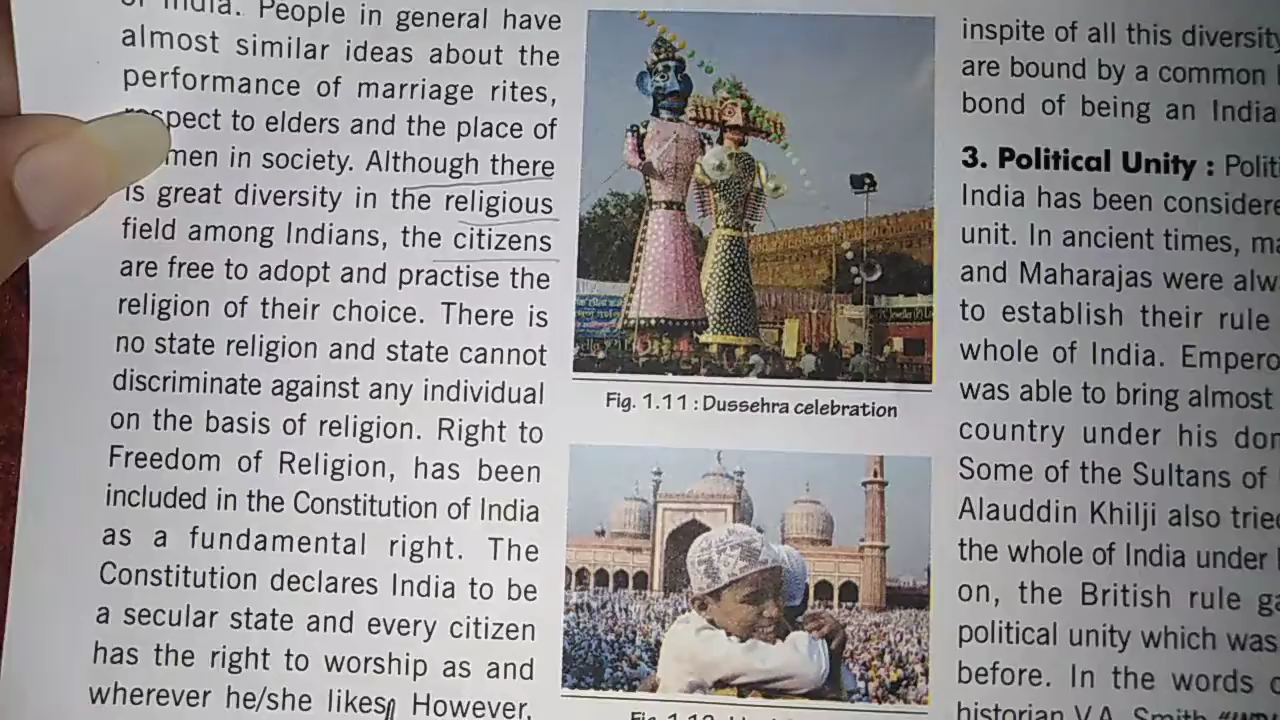 of India. People in general have
almost similar ideas about the
performance of marriage rites,
respect to elders and the place of
men in society. Although there
is great diversity in the religious
field among Indians, the citizens
are free to adopt and practise the
religion of their choice. There is
no state religion and state cannot
discriminate against any individual
on the basis of religion. Right to
Freedom of Religion, has been
included in the Constitution of India
as a fundamental right. The
Constitution declares India to be
a secular state and every citizen
has the right to worship as and
wherever he/she likes. However,
Fig. 1.11 : Dussehra celebration
inspite of all this diversity
are bound by a common
bond of being an India
3. Political Unity : Polit
India has been considere
unit. In ancient times, ma
and Maharajas were alw
to establish their rule
whole of India. Empero
was able to bring almost
country under his dom
Some of the Sultans of
Alauddin Khilji also tried
the whole of India under
on, the British rule ga
political unity which was
before. In the words o
historian V.A. Smith